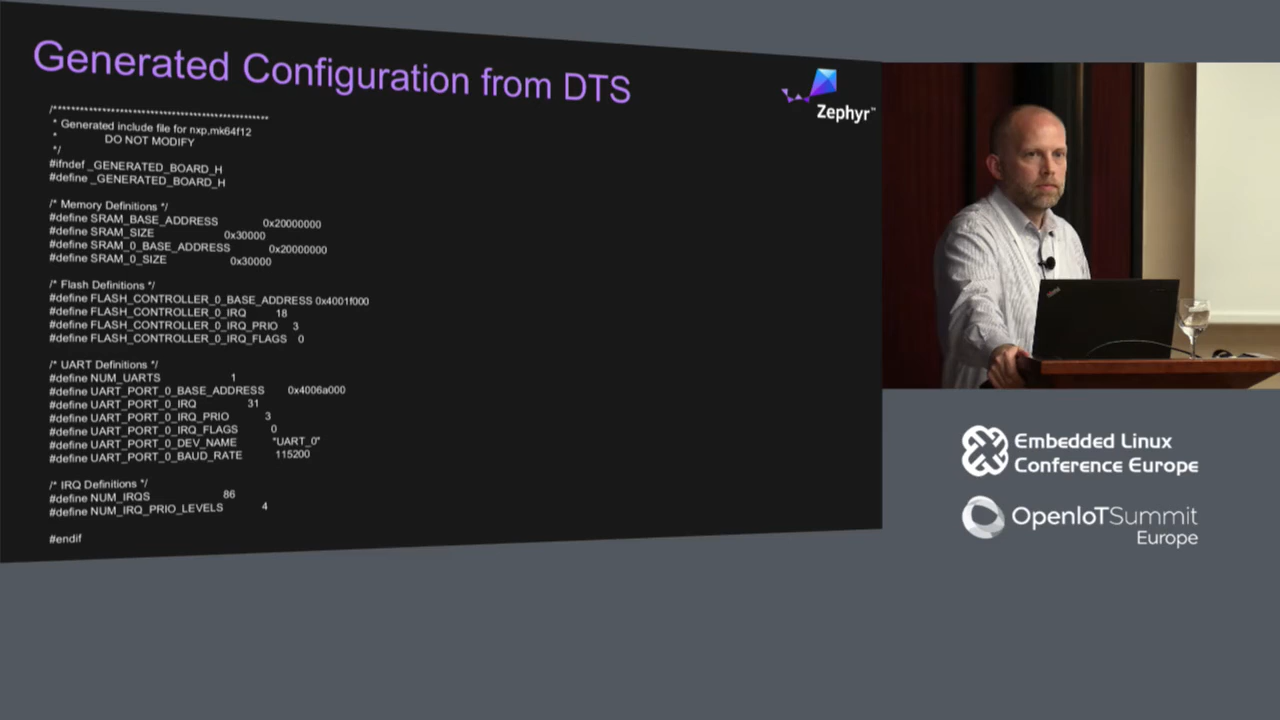 Generated Configuration from DTS
Zephyr™
/************************************************
* Generated include file for nxp,mk64f12
* DO NOT MODIFY
*/
#ifndef _GENERATED_BOARD_H
#define _GENERATED_BOARD_H
/* Memory Definitions */
#define SRAM_BASE_ADDRESS 0x20000000
#define SRAM_SIZE 0x30000
#define SRAM_0_BASE_ADDRESS 0x20000000
#define SRAM_0_SIZE 0x30000
/* Flash Definitions */
#define FLASH_CONTROLLER_0_BASE_ADDRESS 0x4001f000
#define FLASH_CONTROLLER_0_IRQ 18
#define FLASH_CONTROLLER_0_IRQ_PRIO 3
#define FLASH_CONTROLLER_0_IRQ_FLAGS 0
/* UART Definitions */
#define NUM_UARTS 1
#define UART_PORT_0_BASE_ADDRESS 0x4006a000
#define UART_PORT_0_IRQ 31
#define UART_PORT_0_IRQ_PRIO 3
#define UART_PORT_0_IRQ_FLAGS 0
#define UART_PORT_0_DEV_NAME "UART_0"
#define UART_PORT_0_BAUD_RATE 115200
/* IRQ Definitions */
#define NUM_IRQS 86
#define NUM_IRQ_PRIO_LEVELS 4
#endif
Embedded Linux
Conference Europe
OpenIoTSummit
Europe